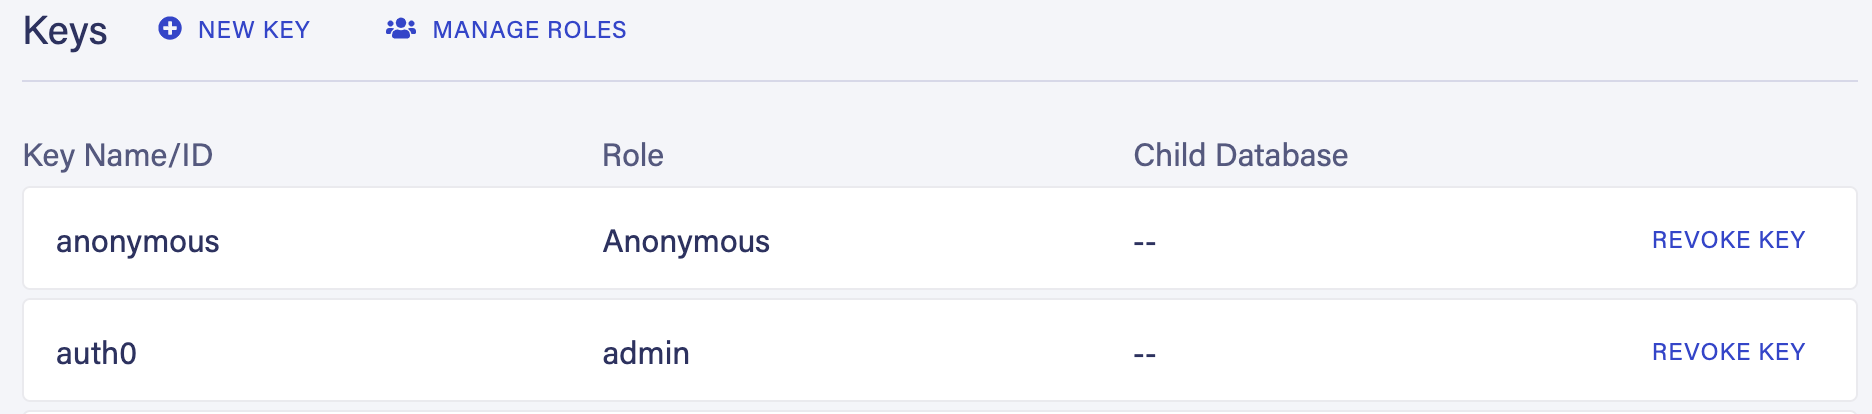 Keys NEW KEY MANAGE ROLES
Key Name/ID Role Child Database
anonymous Anonymous -- REVOKE KEY
auth0 admin -- REVOKE KEY